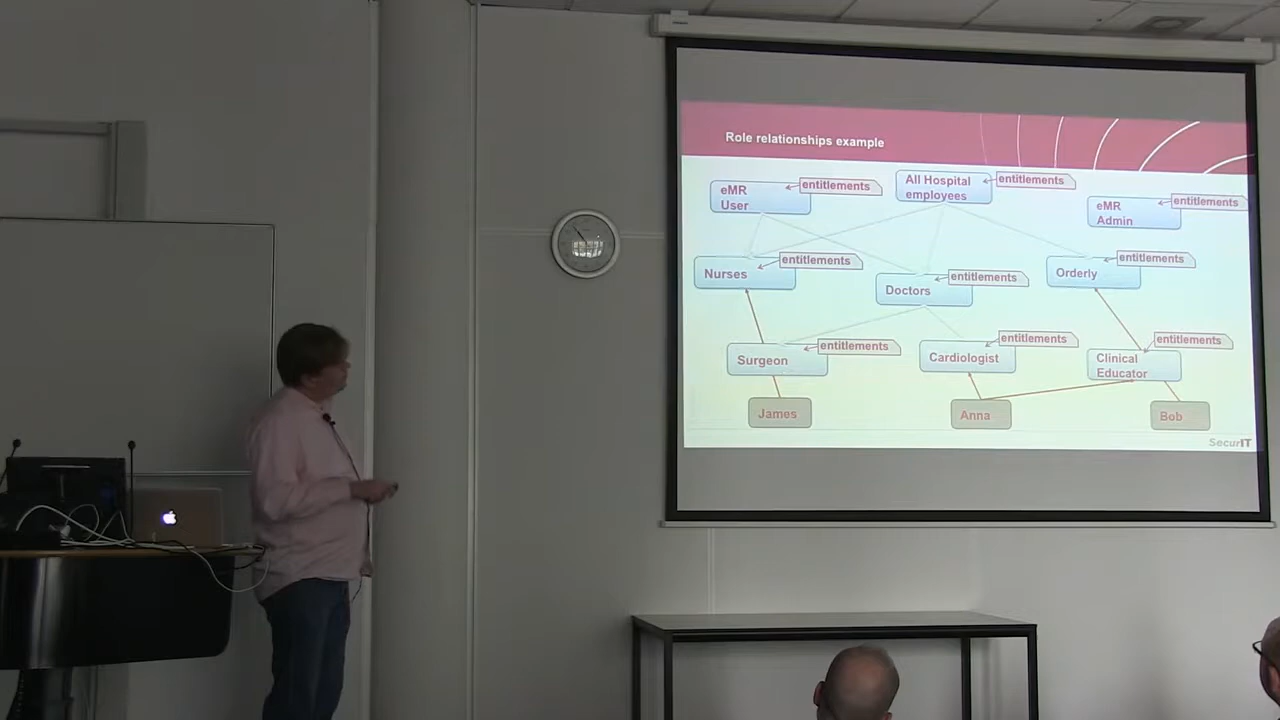 Role relationships example
eMR
User
entitlements
All Hospital
employees
entitlements
eMR
Admin
entitlements
Nurses
entitlements
Doctors
entitlements
Orderly
entitlements
Surgeon
entitlements
Cardiologist
entitlements
Clinical
Educator
entitlements
James
Anna
Bob
SecurIT